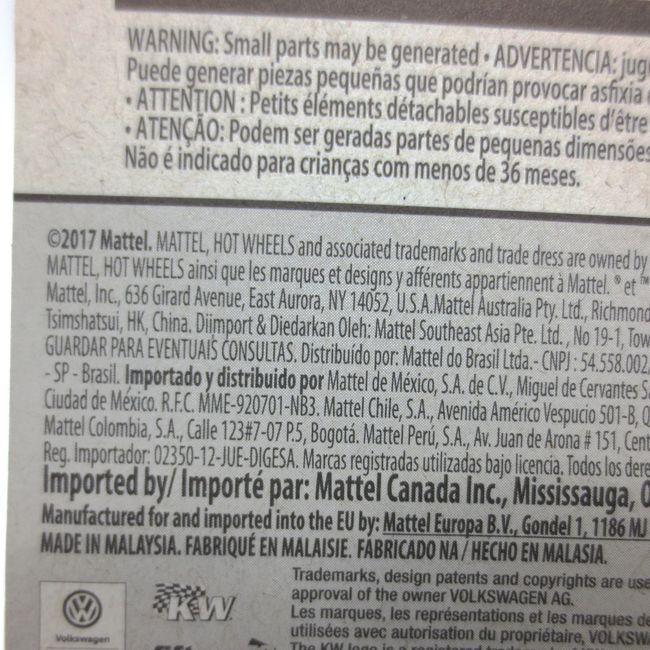 WARNING: Small parts may be generated • ADVERTENCIA: jug
Puede generar piezas pequeñas que podrían provocar asfixia
• ATTENTION : Petits éléments détachables susceptibles d'être
• ATENÇÃO: Podem ser geradas partes de pequenas dimensões
Não é indicado para crianças com menos de 36 meses.
©2017 Mattel. MATTEL, HOT WHEELS and associated trademarks and trade dress are owned by
MATTEL, HOT WHEELS ainsi que les marques et designs y afférents appartiennent à Mattel. ® et ™
Mattel, Inc., 636 Girard Avenue, East Aurora, NY 14052, U.S.A.Mattel Australia Pty. Ltd., Richmond
Tsimshatsui, HK, China. Diimport & Diedarkan Oleh: Mattel Southeast Asia Pte. Ltd. , No 19-1, Tow
GUARDAR PARA EVENTUAIS CONSULTAS. Distribuído por: Mattel do Brasil Ltda.- CNPJ : 54.558.002
- SP - Brasil. Importado y distribuido por Mattel de México, S.A. de C.V., Miguel de Cervantes S
Ciudad de México. R.F.C. MME-920701-NB3. Mattel Chile, S.A., Avenida Américo Vespucio 501-B, Q
Mattel Colombia, S.A., Calle 123#7-07 P.5, Bogotá. Mattel Perú, S.A., Av. Juan de Arona # 151, Cent
Reg. Importador: 02350-12-JUE-DIGESA. Marcas registradas utilizadas bajo licencia. Todos los dere
Imported by/ Importé par: Mattel Canada Inc., Mississauga, O
Manufactured for and imported into the EU by: Mattel Europa B.V., Gondel 1, 1186 MJ
MADE IN MALAYSIA. FABRIQUÉ EN MALAISIE. FABRICADO NA / HECHO EN MALASIA.
Trademarks, design patents and copyrights are use
approval of the owner VOLKSWAGEN AG.
Les marques, les représentations et les marques de
utilisées avec autorisation du propriétaire, VOLKSWA
The KW logo is a registered
KW
Volkswagen